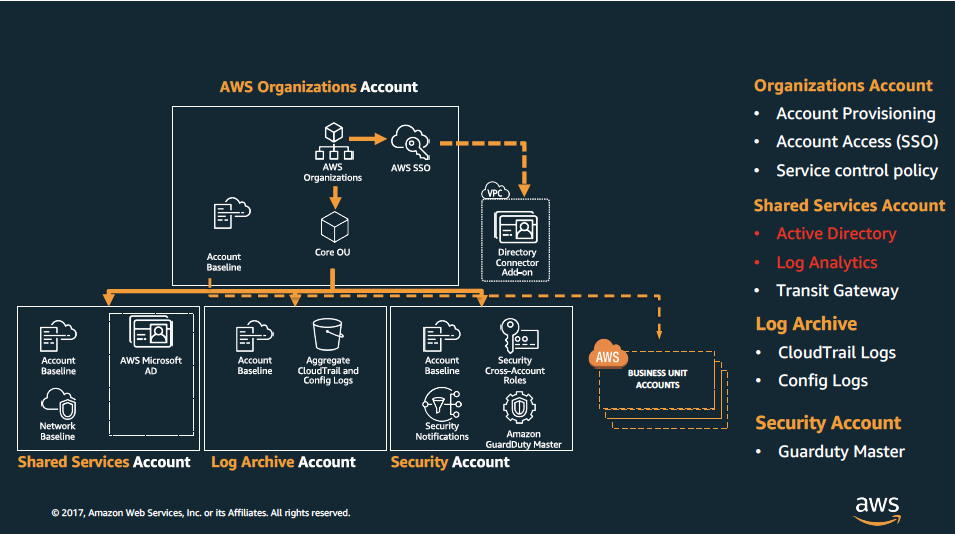 AWS Organizations Account
AWS
Organizations
AWS SSO
Core OU
Account
Baseline
VPC
Directory
Connector
Add-on
Account
Baseline
Network
Baseline
AWS Microsoft
AD
Shared Services Account
Account
Baseline
Aggregate
CloudTrail and
Config Logs
Log Archive Account
Account
Baseline
Security
Cross-Account
Roles
Security
Notifications
Amazon
GuardDuty Master
Security Account
AWS
BUSINESS UNIT
ACCOUNTS
Organizations Account
• Account Provisioning
• Account Access (SSO)
• Service control policy
Shared Services Account
• Active Directory
• Log Analytics
• Transit Gateway
Log Archive
• CloudTrail Logs
• Config Logs
Security Account
• Guarduty Master
© 2017, Amazon Web Services, Inc. or its Affiliates. All rights reserved.
aws